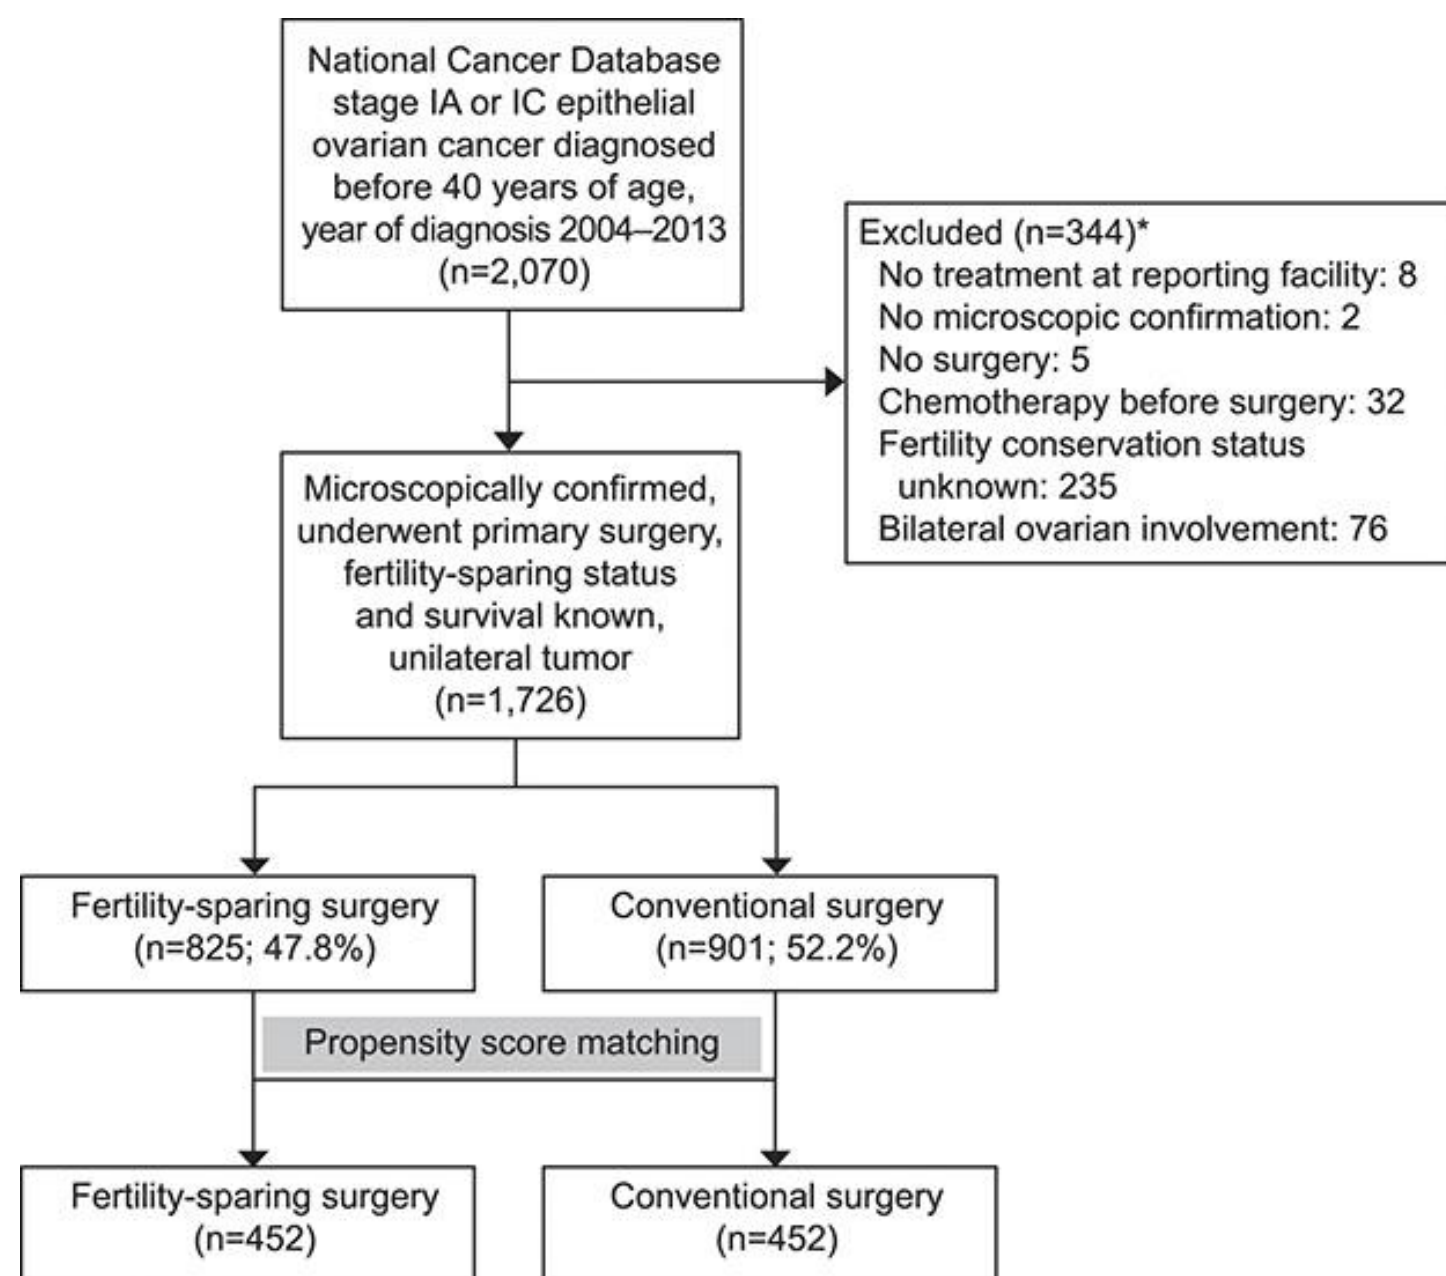 National Cancer Database
stage IA or IC epithelial
ovarian cancer diagnosed
before 40 years of age,
year of diagnosis 2004–2013
(n=2,070)
Excluded (n=344)*
No treatment at reporting facility: 8
No microscopic confirmation: 2
No surgery: 5
Chemotherapy before surgery: 32
Fertility conservation status
unknown: 235
Bilateral ovarian involvement: 76
Microscopically confirmed,
underwent primary surgery,
fertility-sparing status
and survival known,
unilateral tumor
(n=1,726)
Fertility-sparing surgery
(n=825; 47.8%)
Conventional surgery
(n=901; 52.2%)
Propensity score matching
Fertility-sparing surgery
(n=452)
Conventional surgery
(n=452)